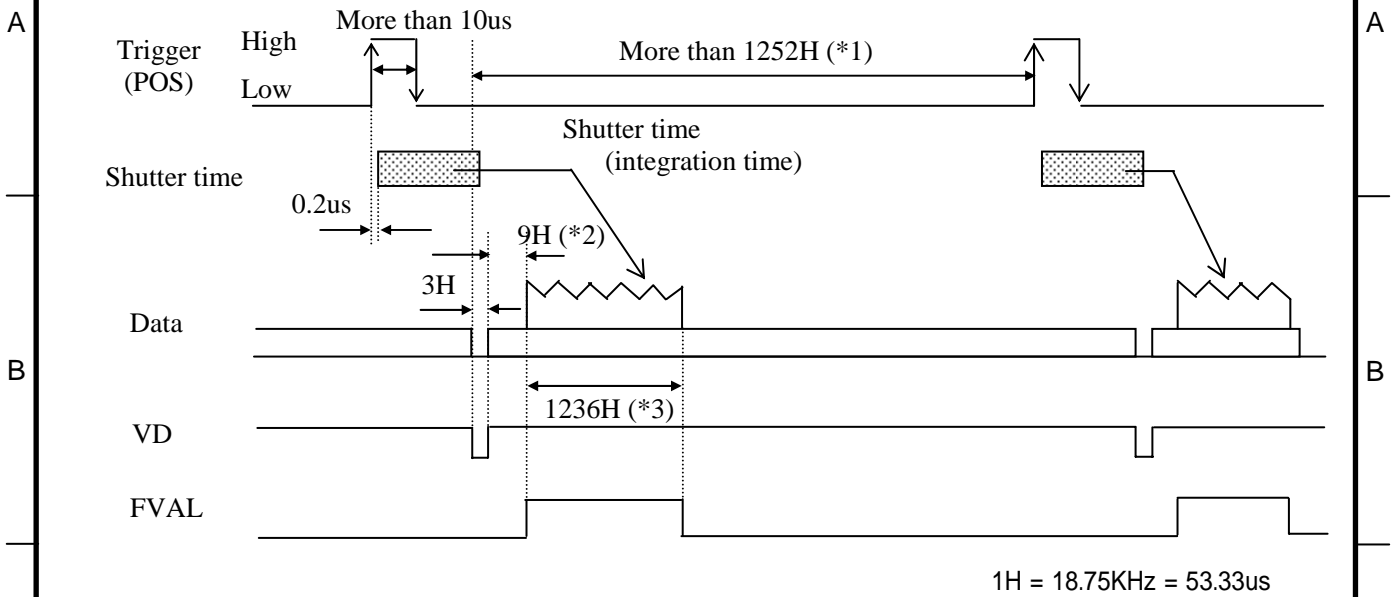 A
A
More than 10us
Trigger
(POS)
High
Low
More than 1252H (*1)
Shutter time
(integration time)
Shutter time
0.2us
9H (*2)
3H
Data
B
B
1236H (*3)
VD
FVAL
1H = 18.75KHz = 53.33us